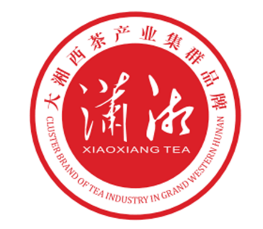 大湘西茶产业集群品牌
潇湘
XIAOXIANG TEA
CLUSTER BRAND OF TEA INDUSTRY IN GRAND WESTERN HUNAN